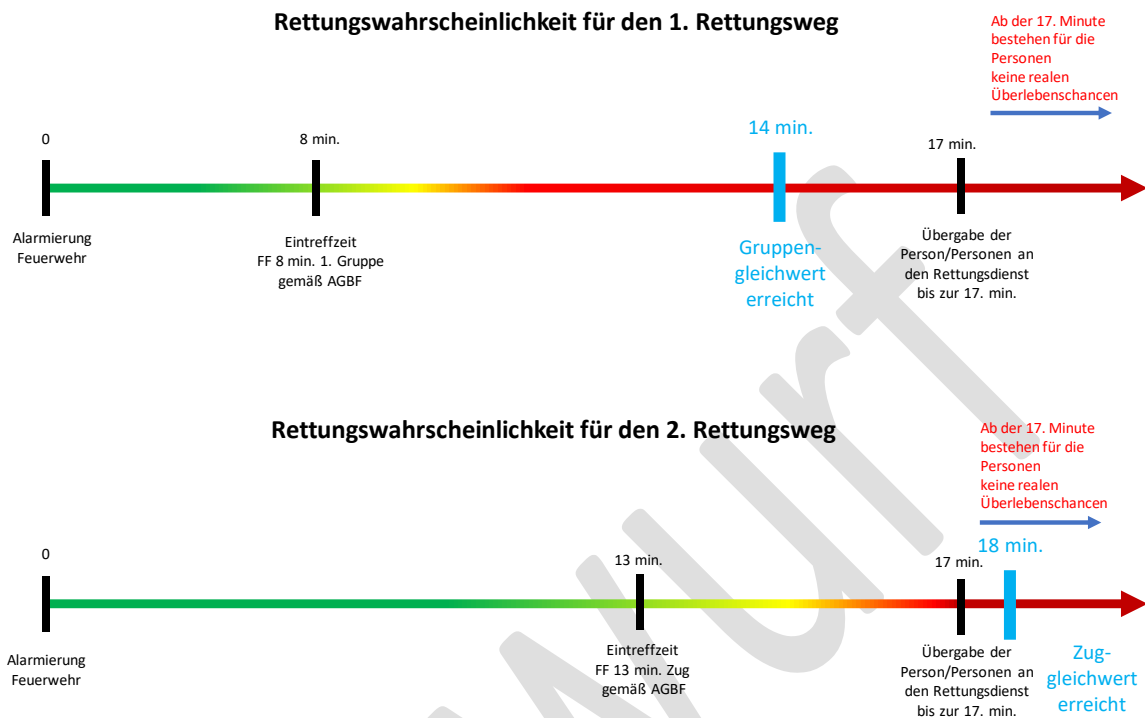 Rettungswahrscheinlichkeit für den 1. Rettungsweg
Ab der 17. Minute
bestehen für die
Personen
keine realen
Überlebenschancen
0
8 min.
14 min.
17 min.
Alarmierung
Feuerwehr
Eintreffzeit
FF 8 min. 1. Gruppe
gemäß AGBF
Gruppen-
gleichwert
erreicht
Übergabe der
Person/Personen an
den Rettungsdienst
bis zur 17. min.
Rettungswahrscheinlichkeit für den 2. Rettungsweg
Ab der 17. Minute
bestehen für die
Personen
keine realen
Überlebenschancen
0
13 min.
17 min.
18 min.
Alarmierung
Feuerwehr
Eintreffzeit
FF 13 min. Zug
gemäß AGBF
Übergabe der
Person/Personen an
den Rettungsdienst
bis zur 17. min.
Zug-
gleichwert
erreicht
wurf